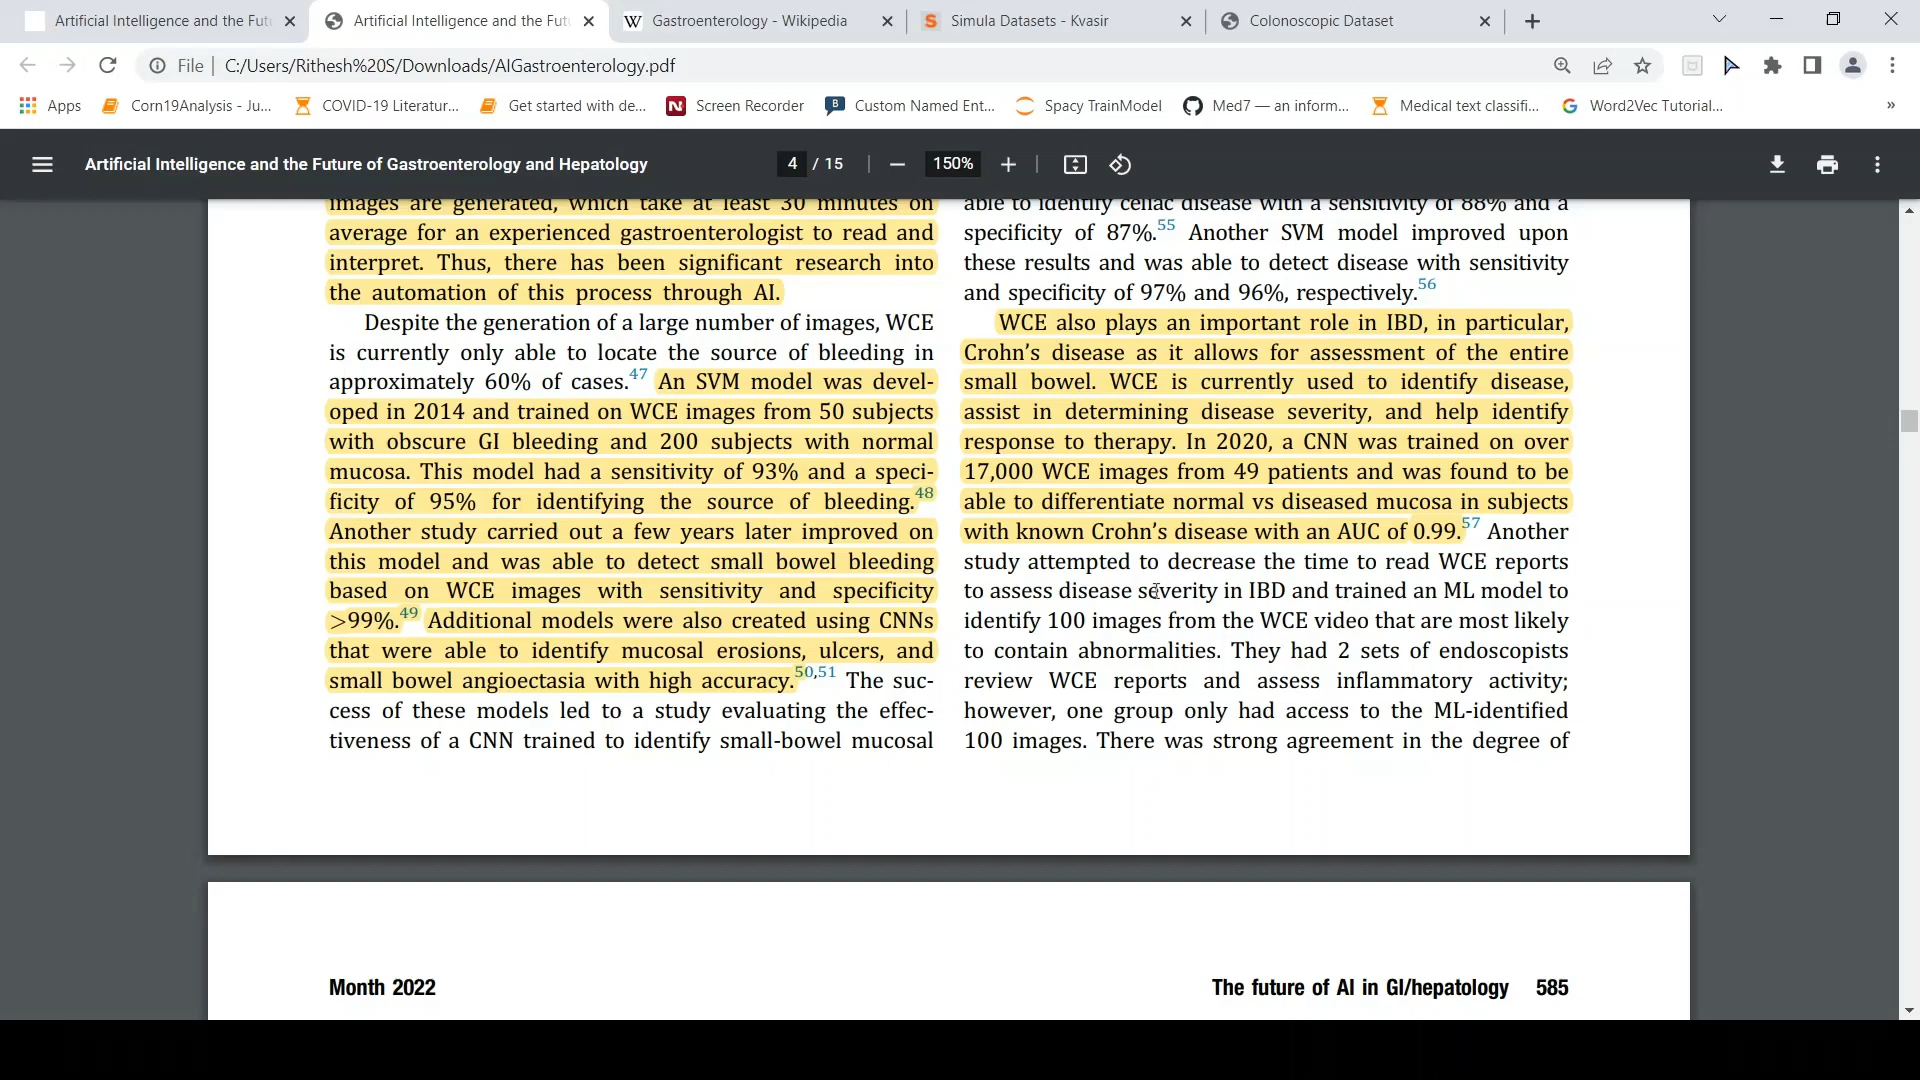 Artificial Intelligence and the Fut
Artificial Intelligence and the Fut
Gastroenterology - Wikipedia
Simula Datasets - Kvasir
Colonoscopic Dataset
File | C:/Users/Rithesh%20S/Downloads/AIGastroenterology.pdf
Apps
Corn19Analysis - Ju...
COVID-19 Literatur...
Get started with de...
Screen Recorder
Custom Named Ent...
Spacy TrainModel
Med7 — an inform...
Medical text classifi...
Word2Vec Tutorial...
»
Artificial Intelligence and the Future of Gastroenterology and Hepatology
4 / 15
150%
images are generated, which take at least 30 minutes on
average for an experienced gastroenterologist to read and
interpret. Thus, there has been significant research into
the automation of this process through AI.
Despite the generation of a large number of images, WCE
is currently only able to locate the source of bleeding in
approximately 60% of cases.47 An SVM model was devel-
oped in 2014 and trained on WCE images from 50 subjects
with obscure GI bleeding and 200 subjects with normal
mucosa. This model had a sensitivity of 93% and a speci-
ficity of 95% for identifying the source of bleeding.48
Another study carried out a few years later improved on
this model and was able to detect small bowel bleeding
based on WCE images with sensitivity and specificity
>99%.49 Additional models were also created using CNNs
that were able to identify mucosal erosions, ulcers, and
small bowel angioectasia with high accuracy.50,51 The suc-
cess of these models led to a study evaluating the effec-
tiveness of a CNN trained to identify small-bowel mucosal
able to identify celiac disease with a sensitivity of 88% and a
specificity of 87%.55 Another SVM model improved upon
these results and was able to detect disease with sensitivity
and specificity of 97% and 96%, respectively.56
WCE also plays an important role in IBD, in particular,
Crohn's disease as it allows for assessment of the entire
small bowel. WCE is currently used to identify disease,
assist in determining disease severity, and help identify
response to therapy. In 2020, a CNN was trained on over
17,000 WCE images from 49 patients and was found to be
able to differentiate normal vs diseased mucosa in subjects
with known Crohn's disease with an AUC of 0.99.57 Another
study attempted to decrease the time to read WCE reports
to assess disease severity in IBD and trained an ML model to
identify 100 images from the WCE video that are most likely
to contain abnormalities. They had 2 sets of endoscopists
review WCE reports and assess inflammatory activity;
however, one group only had access to the ML-identified
100 images. There was strong agreement in the degree of
Month 2022
The future of AI in GI/hepatology 585